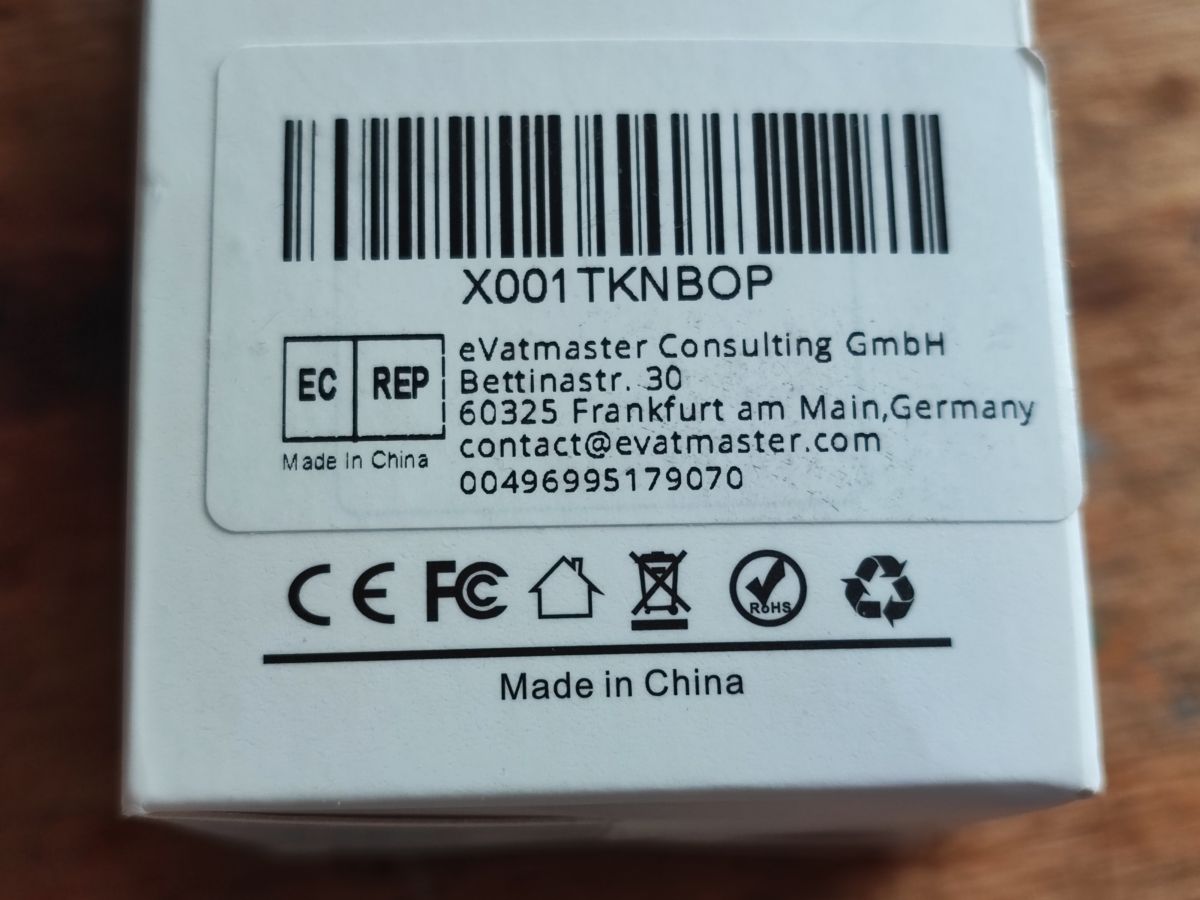 X001TKNBOP
EC REP
Made In China
eVatmaster Consulting GmbH
Bettinastr. 30
60325 Frankfurt am Main,Germany
contact@evatmaster.com
00496995179070
CE FC
RoHS
Made in China